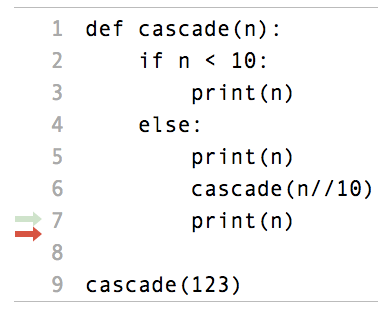 1 def cascade(n):
2     if n < 10:
3         print(n)
4     else:
5         print(n)
6         cascade(n//10)
7         print(n)
8
9 cascade(123)